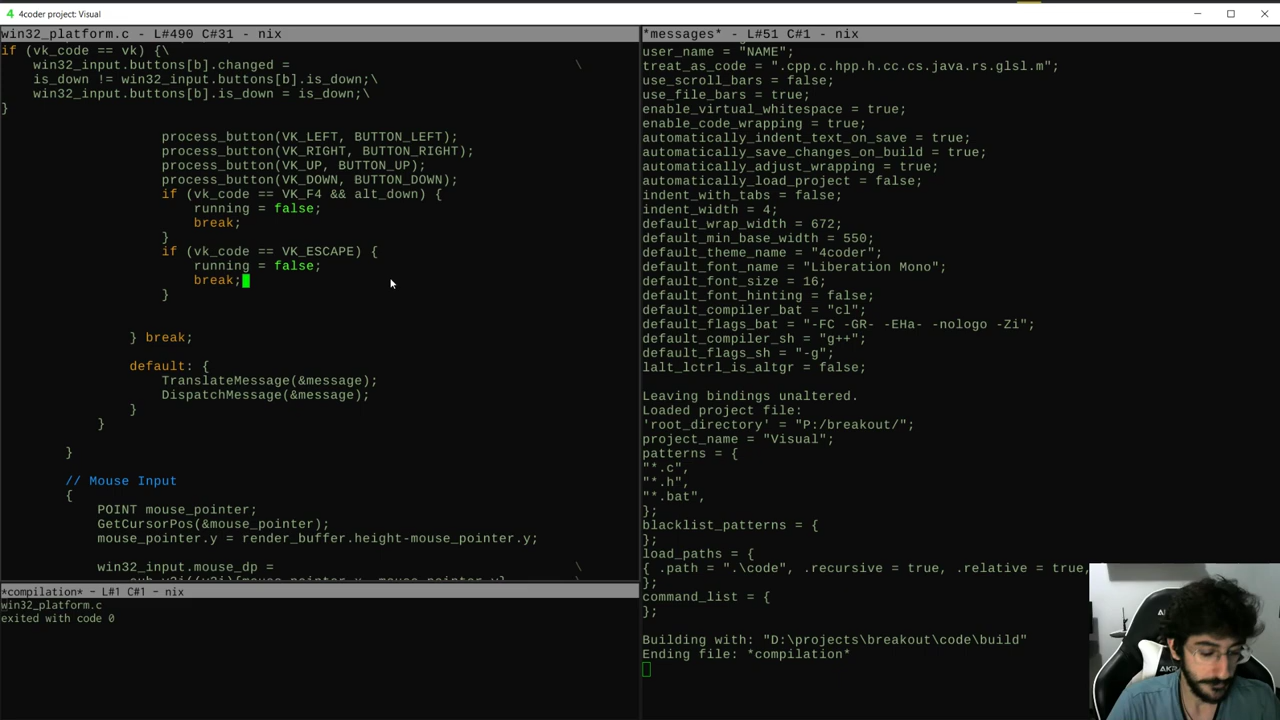 4coder project: Visual
win32_platform.c - L#490 C#31 - nix
if (vk_code == vk) {\
win32_input.buttons[b].changed = \
is_down != win32_input.buttons[b].is_down;\
win32_input.buttons[b].is_down = is_down;\
}
process_button(VK_LEFT, BUTTON_LEFT);
process_button(VK_RIGHT, BUTTON_RIGHT);
process_button(VK_UP, BUTTON_UP);
process_button(VK_DOWN, BUTTON_DOWN);
if (vk_code == VK_F4 && alt_down) {
running = false;
break;
}
if (vk_code == VK_ESCAPE) {
running = false;
break;
}
} break;
default: {
TranslateMessage(&message);
DispatchMessage(&message);
}
}
}
// Mouse Input
{
POINT mouse_pointer;
GetCursorPos(&mouse_pointer);
mouse_pointer.y = render_buffer.height-mouse_pointer.y;
win32_input.mouse_dp = \
*compilation* - L#1 C#1 - nix
win32_platform.c
exited with code 0
*messages* - L#51 C#1 - nix
user_name = "NAME";
treat_as_code = ".cpp.c.hpp.h.cc.cs.java.rs.glsl.m";
use_scroll_bars = false;
use_file_bars = true;
enable_virtual_whitespace = true;
enable_code_wrapping = true;
automatically_indent_text_on_save = true;
automatically_save_changes_on_build = true;
automatically_adjust_wrapping = true;
automatically_load_project = false;
indent_with_tabs = false;
indent_width = 4;
default_wrap_width = 672;
default_min_base_width = 550;
default_theme_name = "4coder";
default_font_name = "Liberation Mono";
default_font_size = 16;
default_font_hinting = false;
default_compiler_bat = "cl";
default_flags_bat = "-FC -GR- -EHa- -nologo -Zi";
default_compiler_sh = "g++";
default_flags_sh = "-g";
lalt_lctrl_is_altgr = false;
Leaving bindings unaltered.
Loaded project file:
'root_directory' = "P:/breakout/";
project_name = "Visual";
patterns = {
"*.c",
"*.h",
"*.bat",
};
blacklist_patterns = {
};
load_paths = {
{ .path = ".\code", .recursive = true, .relative = true,
};
command_list = {
};
Building with: "D:\projects\breakout\code\build"
Ending file: *compilation*